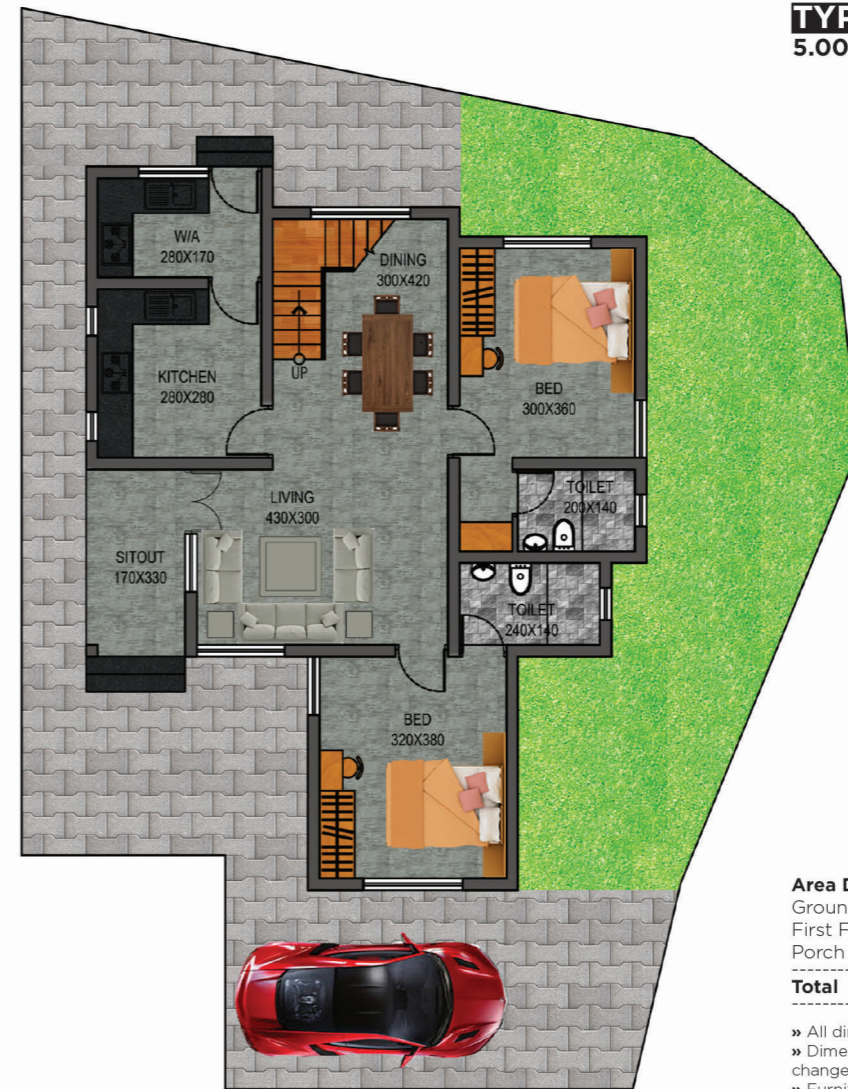 TYP
5.00
W/A
280X170
DINING
300X420
UP
KITCHEN
280X280
BED
300X360
LIVING
430X300
TOILET
200X140
SITOUT
170X330
TOILET
240X140
BED
320X380
Area D
Groun
First F
Porch
Total
» All di
» Dime
change
» Furni